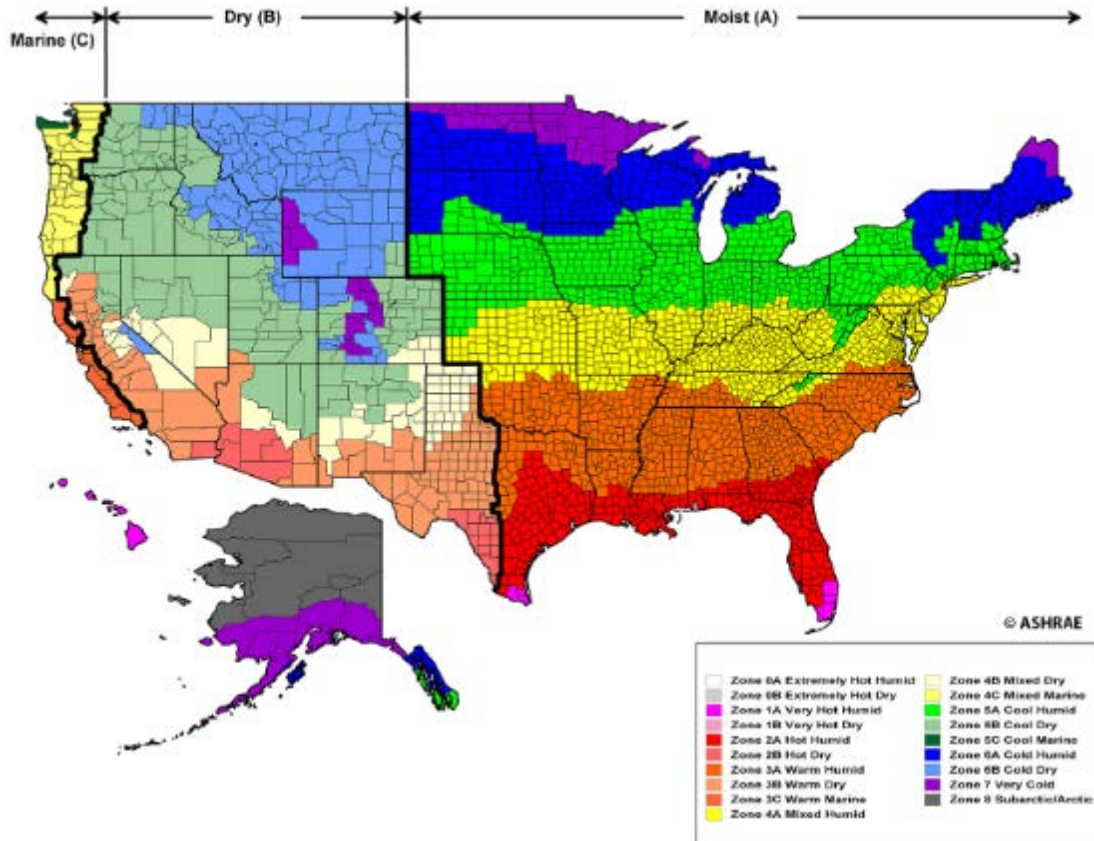 Dry (B)
Moist (A)
Marine (C)
© ASHRAE
Zone 0A Extremely Hot Humid
Zone 0B Extremely Hot Dry
Zone 1A Very Hot Humid
Zone 1B Very Hot Dry
Zone 2A Hot Humid
Zone 2B Hot Dry
Zone 3A Warm Humid
Zone 3B Warm Dry
Zone 3C Warm Marine
Zone 4A Mixed Humid
Zone 4B Mixed Dry
Zone 4C Mixed Marine
Zone 5A Cool Humid
Zone 5B Cool Dry
Zone 5C Cool Marine
Zone 6A Cold Humid
Zone 6B Cold Dry
Zone 7 Very Cold
Zone 8 Subarctic/Arctic